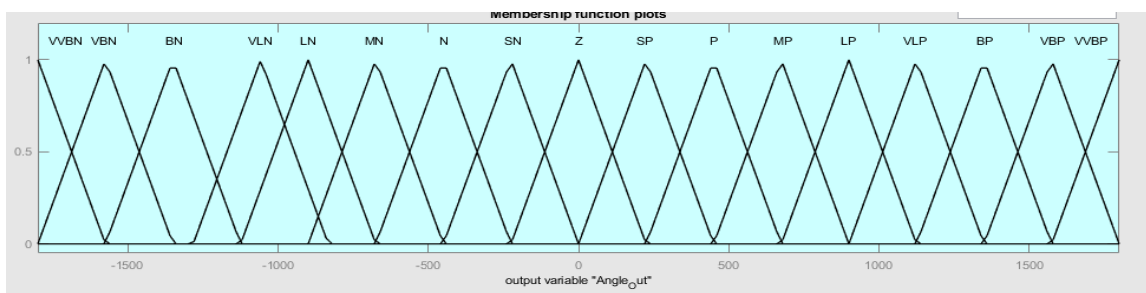 Membership function plots
VVBN VBN BN VLN LN MN N SN Z SP P MP LP VLP BP VBP VVBP
1
0.5
0
-1500 -1000 -500 0 500 1000 1500
output variable "Angle_Out"